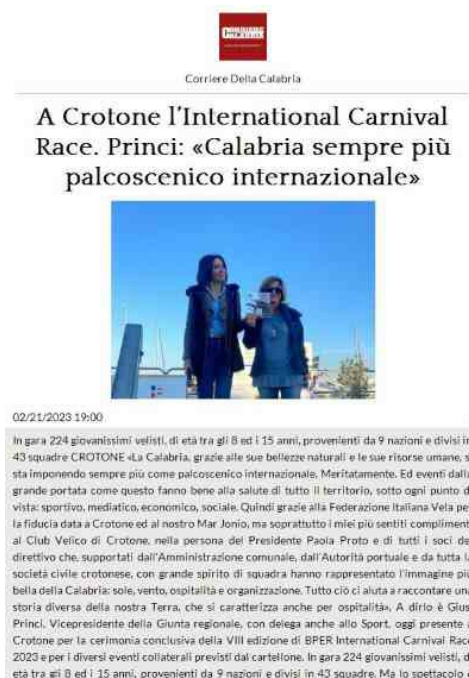 CORRIERE
CALABRIA
Corriere Della Calabria
A Crotone l'International Carnival
Race. Princi: «Calabria sempre più
palcoscenico internazionale»
02/21/2023 19:00
In gara 224 giovanissimi velisti, di età tra gli 8 ed i 15 anni, provenienti da 9 nazioni e divisi in
43 squadre CROTONE «La Calabria, grazie alle sue bellezze naturali e le sue risorse umane, s
sta imponendo sempre più come palcoscenico internazionale. Meritatamente. Ed eventi dalla
grande portata come questo fanno bene alla salute di tutto il territorio, sotto ogni punto d
vista: sportivo, mediatico, economico, sociale. Quindi grazie alla Federazione Italiana Vela pe
la fiducia data a Crotone ed al nostro Mar Jonio, ma soprattutto i miei più sentiti compliment
al Club Velico di Crotone, nella persona del Presidente Paola Proto e di tutti i soci de
direttivo che, supportati dall'Amministrazione comunale, dall'Autorità portuale e da tutta l
società civile crotonese, con grande spirito di squadra hanno rappresentato l'immagine più
bella della Calabria: sole, vento, ospitalità e organizzazione. Tutto ciò ci aiuta a raccontare una
storia diversa della nostra Terra, che si caratterizza anche per ospitalità». A dirlo è Gius
Princi, Vicepresidente della Giunta regionale, con delega anche allo Sport, oggi presente a
Crotone per la cerimonia conclusiva della VIII edizione di BPER International Carnival Race
2023 e per i diversi eventi collaterali previsti dal cartellone. In gara 224 giovanissimi velisti, d
età tra gli 8 ed i 15 anni, provenienti da 9 nazioni e divisi in 43 squadre. Ma lo spettacolo è